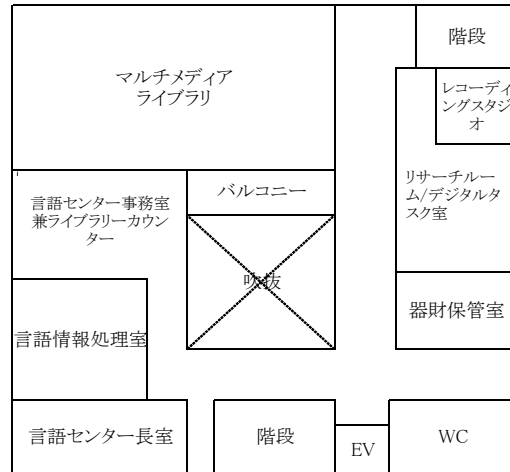 階段
マルチメディア
ライブラリ
レコーディ
ングスタジ
オ
リサーチルー
ム/デジタルタ
スク室
言語センター事務室
兼ライブラリーカウン
ター
バルコニー
吹抜
器財保管室
言語情報処理室
言語センター長室
階段
EV
WC